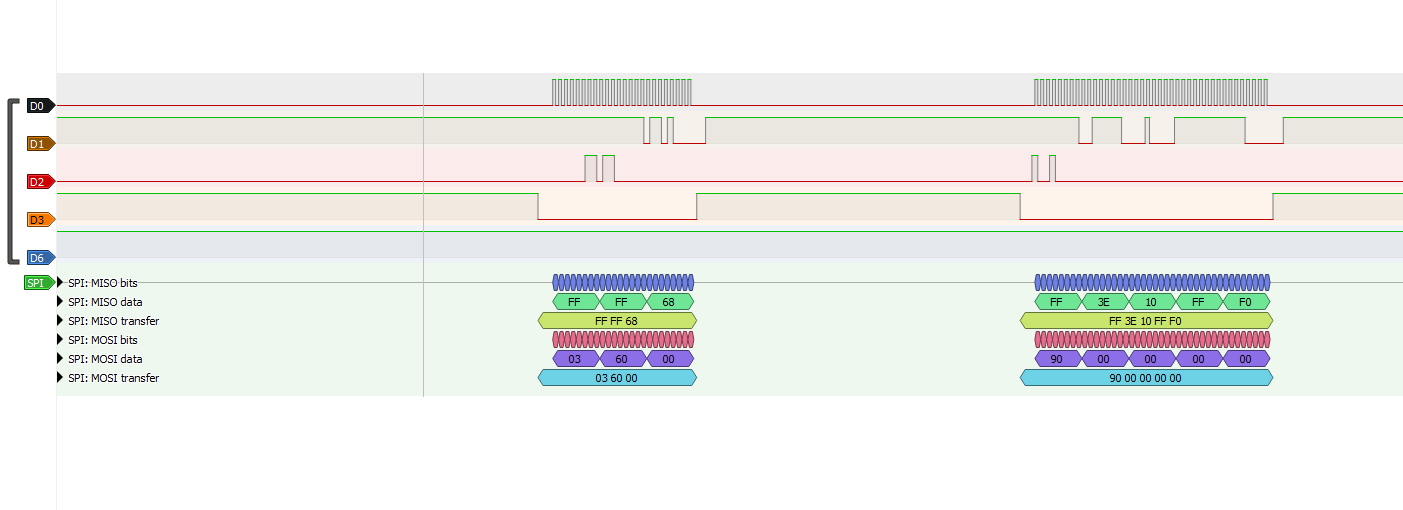 D0
D1
D2
D3
D6
SPI SPI: MISO bits
SPI: MISO data FF FF 68 FF 3E 10 FF F0
SPI: MISO transfer FF FF 68 FF 3E 10 FF F0
SPI: MOSI bits
SPI: MOSI data 03 60 00 90 00 00 00 00
SPI: MOSI transfer 03 60 00 90 00 00 00 00